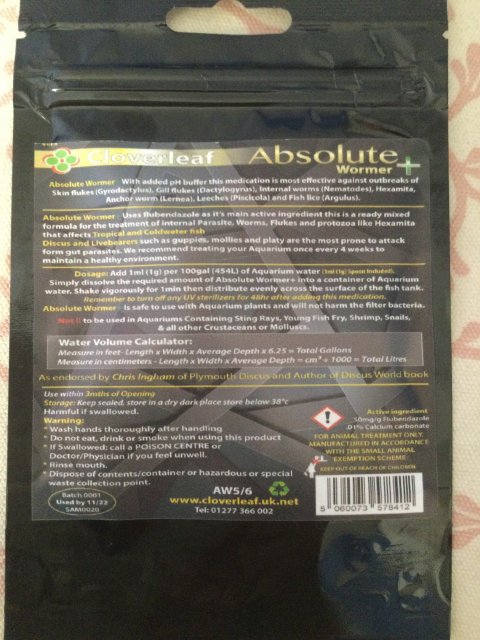 Cloverleaf Absolute
Wormer +
Absolute Wormer With added pH buffer this medication is most effective against outbreaks of
Skin flukes (Gyrodactylus), Gill flukes (Dactylogyrus), Internal worms (Nematodes), Hexamita,
Anchor worm (Lernea), Leeches (Piscicola) and Fish lice (Argulus).
Absolute Wormer Uses flubendazole as it's main active ingredient this is a ready mixed
formula for the treatment of internal Parasite, Worms, Flukes and protozoa like Hexamita
that affects Tropical and Coldwater fish
Discus and Livebearers such as guppies, mollies and platy are the most prone to attack
form gut parasites. We recommend treating your Aquarium once every 4 weeks to
maintain a healthy environment.
Dosage: Add 1ml (1g) per 100gal (454L) of Aquarium water (1ml (1g) Spoon Included).
Simply dissolve the required amount of Absolute Wormer+ into a container of Aquarium
water. Shake vigorously for 1min then distribute evenly across the surface of the fish tank.
Remember to turn off any UV sterilizers for 48hr after adding this medication.
Absolute Wormer Is safe to use with Aquarium plants and will not harm the filter bacteria.
Not !! to be used in Aquariums Containing Sting Rays, Young Fish Fry, Shrimp, Snails,
& all other Crustaceans or Molluscs.
Water Volume Calculator:
Measure in feet- Length x Width x Average Depth x 6.25 = Total Gallons
Measure in centimeters - Length x Width x Average Depth = cm³ ÷ 1000 = Total Litres
As endorsed by Chris Ingham of Plymouth Discus and Author of Discus World book
Use within 3mths of Opening
Storage: Keep sealed, store in a dry dark place store below 38°c
Harmful if swallowed.
Warning:
* Wash hands thoroughly after handling
* Do not eat, drink or smoke when using this product
* If Swallowed: call a POISON CENTRE or
Doctor/Physician if you feel unwell.
* Rinse mouth.
* Dispose of contents/container or hazardous or special
waste collection point.
Active ingredient
50mg/g Flubendazole
.01% Calcium carbonate
FOR ANIMAL TREATMENT ONLY.
MANUFACTURED IN ACCORDANCE
WITH THE SMALL ANIMAL
EXEMPTION SCHEME
KEEP OUT OF REACH OF CHILDREN
Batch 0001
Used by 11/22
SAM0020
AW5/6
www.cloverleaf.uk.net
Tel: 01277 366 002
5 060073 578412